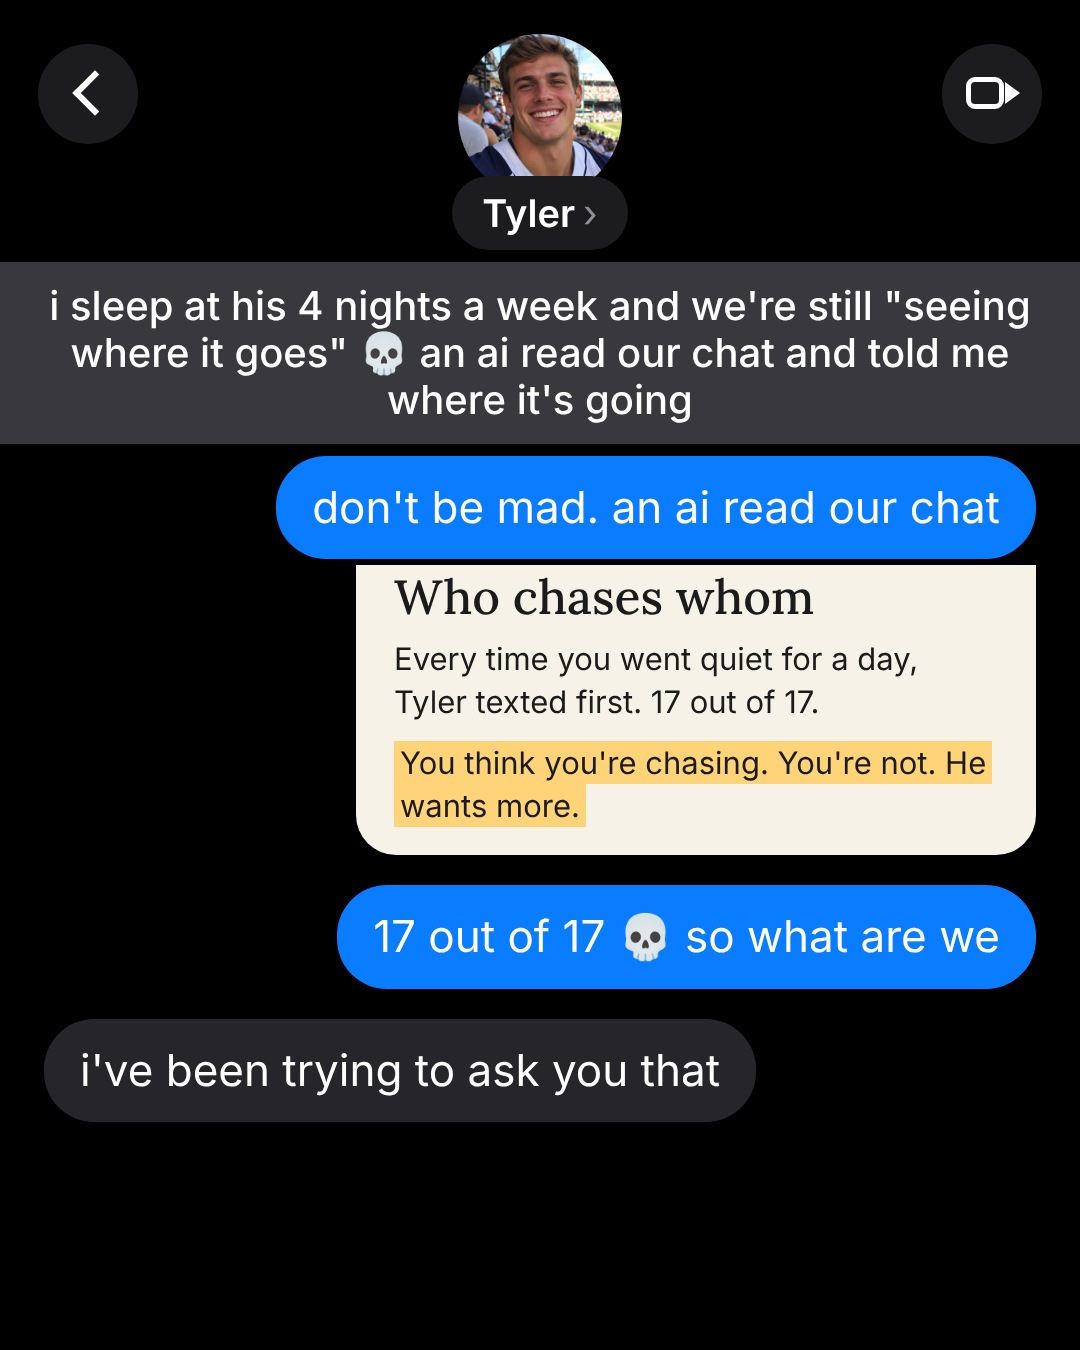 Tyler ›
i sleep at his 4 nights a week and we're still "seeing
where it goes" 💀 an ai read our chat and told me
where it's going
don't be mad. an ai read our chat
Who chases whom
Every time you went quiet for a day,
Tyler texted first. 17 out of 17.
You think you're chasing. You're not. He
wants more.
17 out of 17 💀 so what are we
i've been trying to ask you that